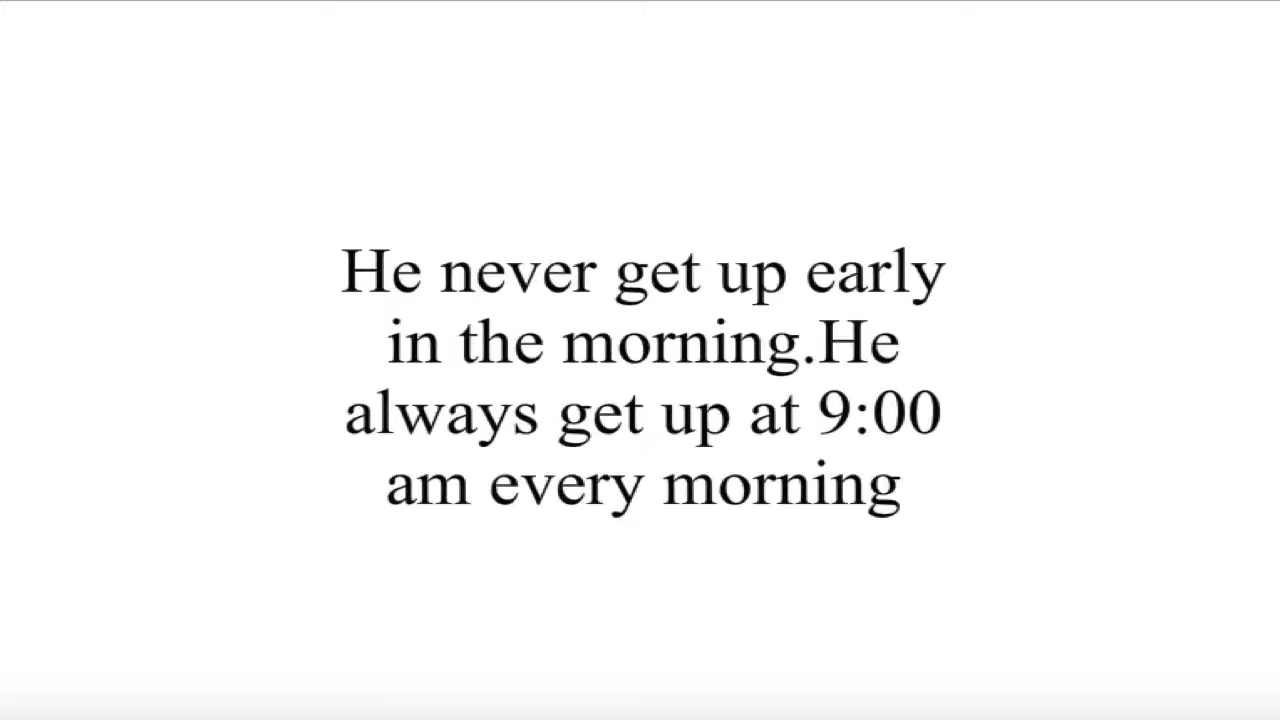 He never get up early
in the morning.He
always get up at 9:00
am every morning